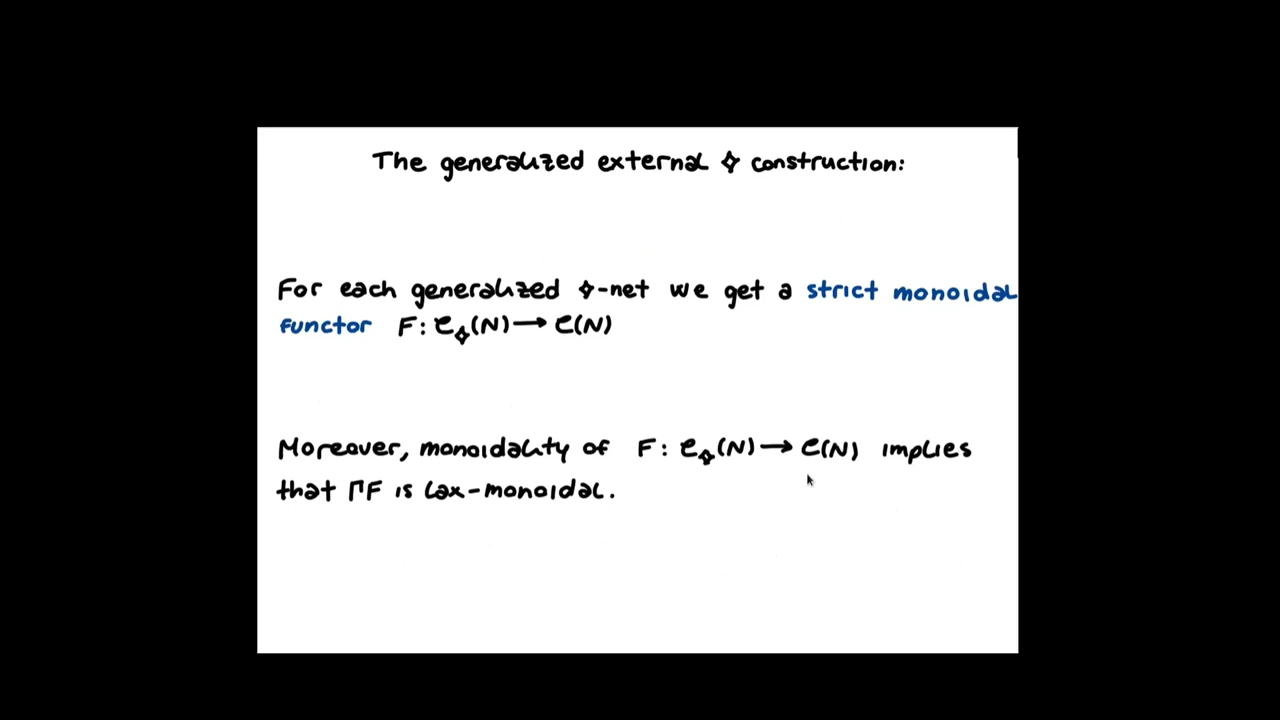 The generalized external ✧ construction:
For each generalized ✧-net we get a strict monoidal
functor F: C✧(N) → C(N)
Moreover, monoidality of F: C✧(N) → C(N) implies
that ΓF is lax-monoidal.